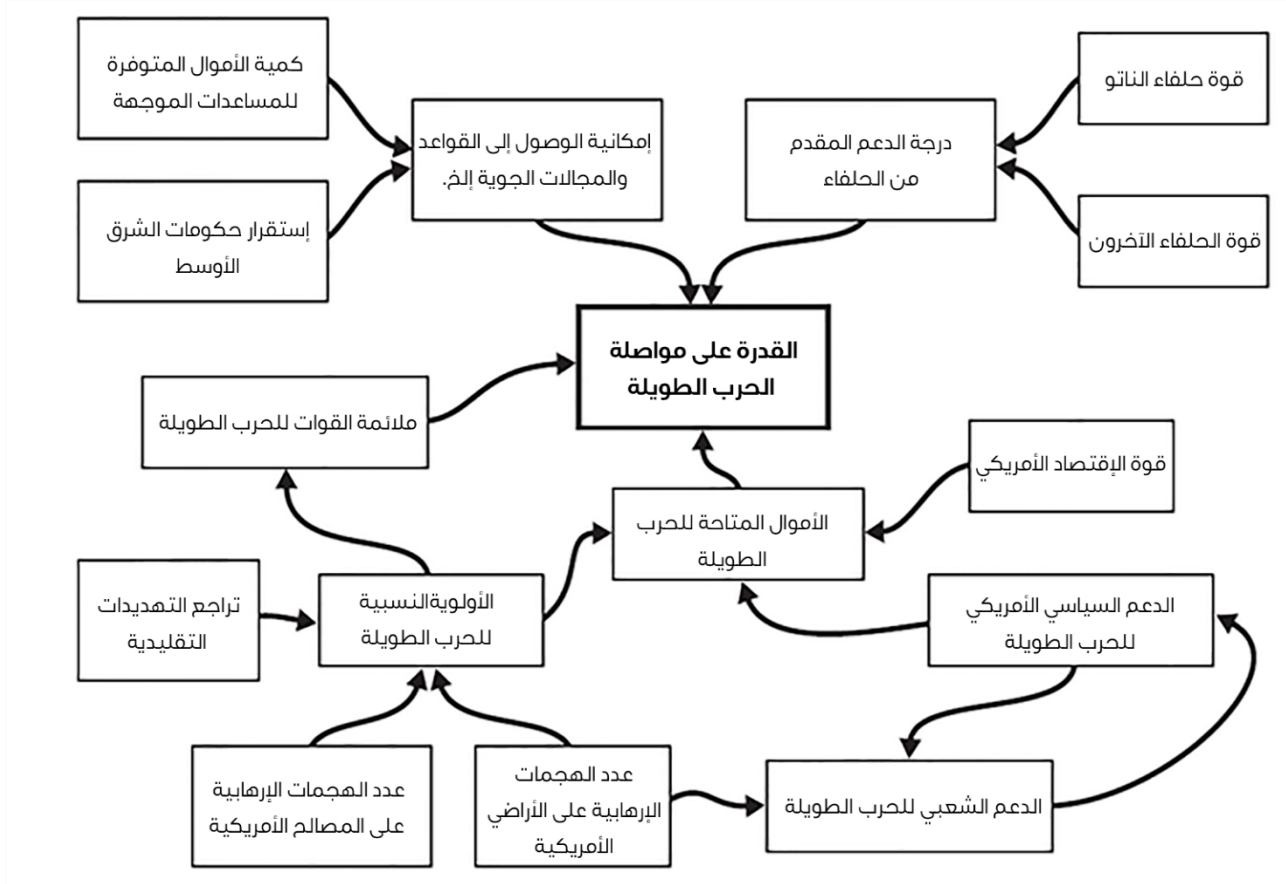 كمية الأموال المتوفرة
للمساعدات الموجهة
قوة حلفاء الناتو
إمكانية الوصول إلى القواعد
والمجالات الجوية إلخ.
درجة الدعم المقدم
من الحلفاء
إستقرار حكومات الشرق
الأوسط
قوة الحلفاء الآخرون
القدرة على مواصلة
الحرب الطويلة
ملائمة القوات للحرب الطويلة
قوة الإقتصاد الأمريكي
الأموال المتاحة للحرب
الطويلة
تراجع التهديدات
التقليدية
الأولويةالنسبية
للحرب الطويلة
الدعم السياسي الأمريكي
للحرب الطويلة
عدد الهجمات الإرهابية
على المصالح الأمريكية
عدد الهجمات
الإرهابية على الأراضي
الأمريكية
الدعم الشعبي للحرب الطويلة